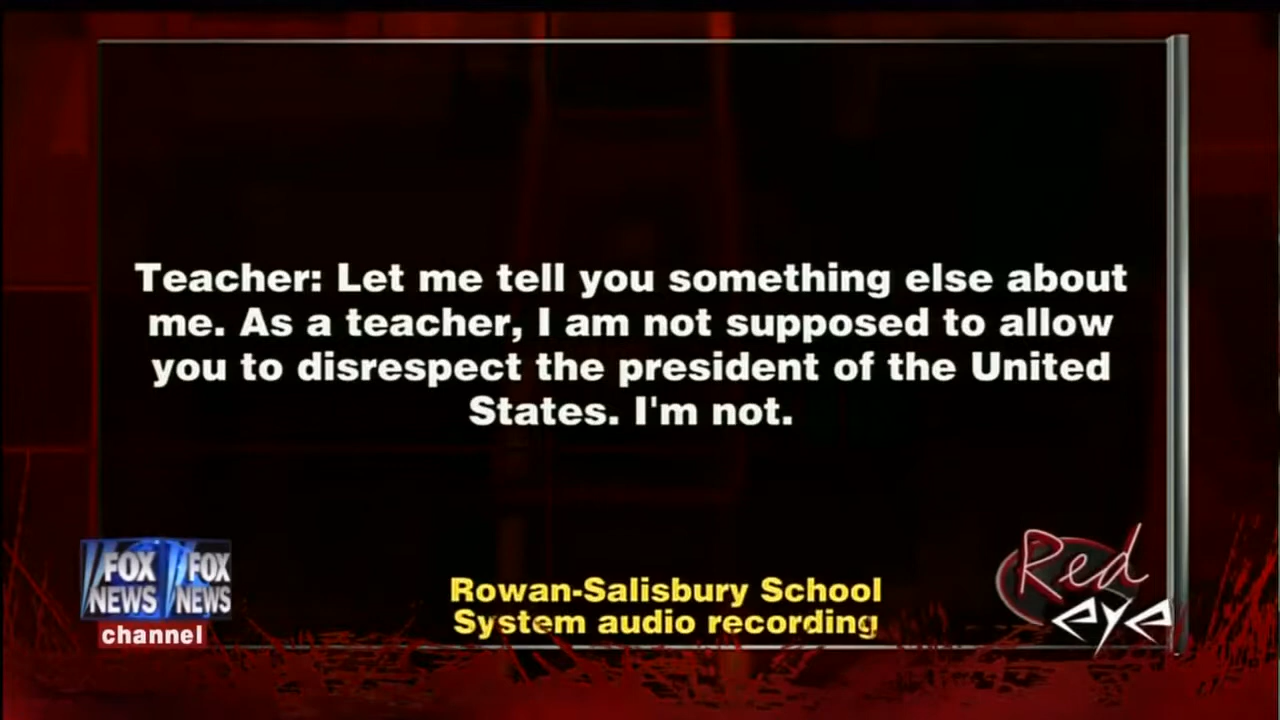 Teacher: Let me tell you something else about
me. As a teacher, I am not supposed to allow
you to disrespect the president of the United
States. I'm not.
FOX FOX
NEWS NEWS
channel
Rowan-Salisbury School
System audio recording
Red
eye